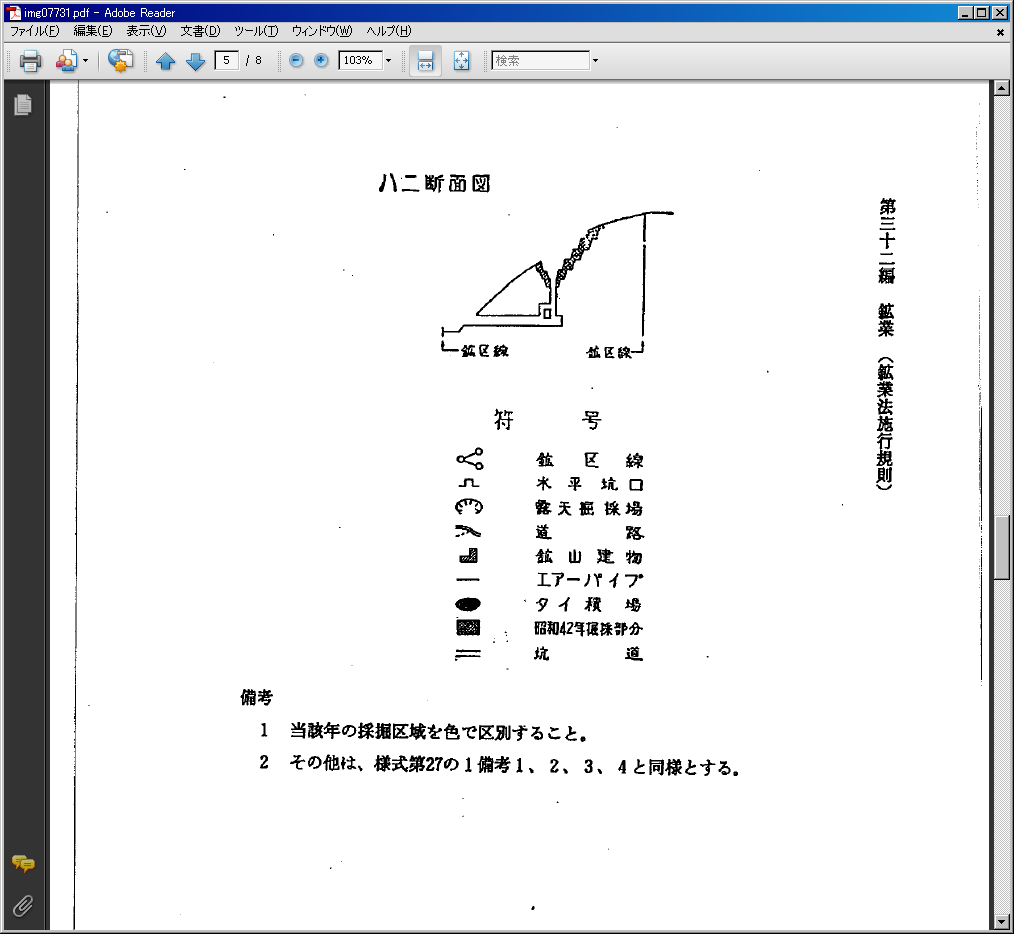 img07731.pdf - Adobe Reader
ファイル(F) 編集(E) 表示(V) 文書(D) ツール(T) ウィンドウ(W) ヘルプ(H)
5 / 8 103% 検索
ハニ断面図
鉱区線 鉱区線
第三十二編 鉱業 (鉱業法施行規則)
符号
鉱区線
水平坑口
露天掘採場
道路
鉱山建物
エアーパイプ
タイ積場
昭和42年掘採部分
坑道
備考
1 当該年の採掘区域を色で区別すること。
2 その他は、様式第27の1備考1、2、3、4と同様とする。